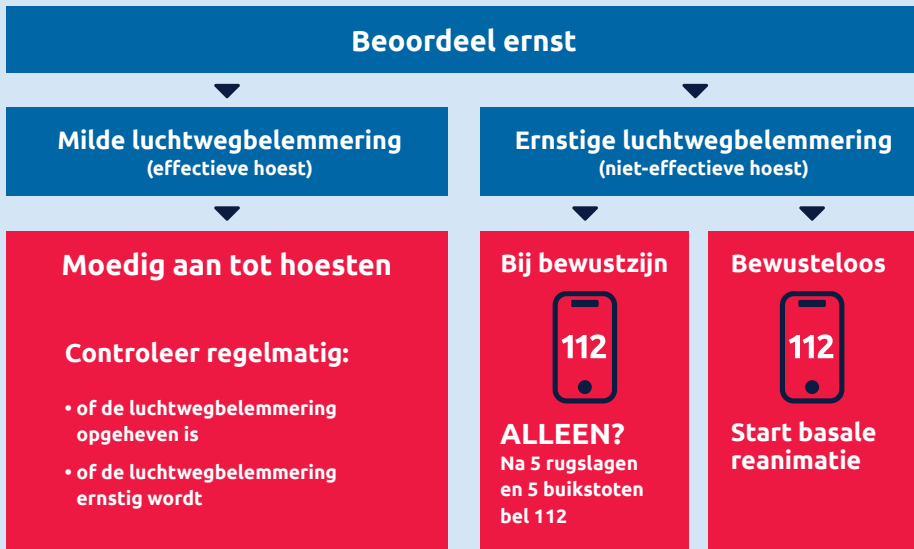 Beoordeel ernst
Milde luchtwegbelemmering
(effectieve hoest)
Ernstige luchtwegbelemmering
(niet-effectieve hoest)
Moedig aan tot hoesten
Controleer regelmatig:
• of de luchtwegbelemmering
opgeheven is
• of de luchtwegbelemmering
ernstig wordt
Bij bewustzijn
112
ALLEEN?
Na 5 rugslagen
en 5 buikstoten
bel 112
Bewusteloos
112
Start basale
reanimatie